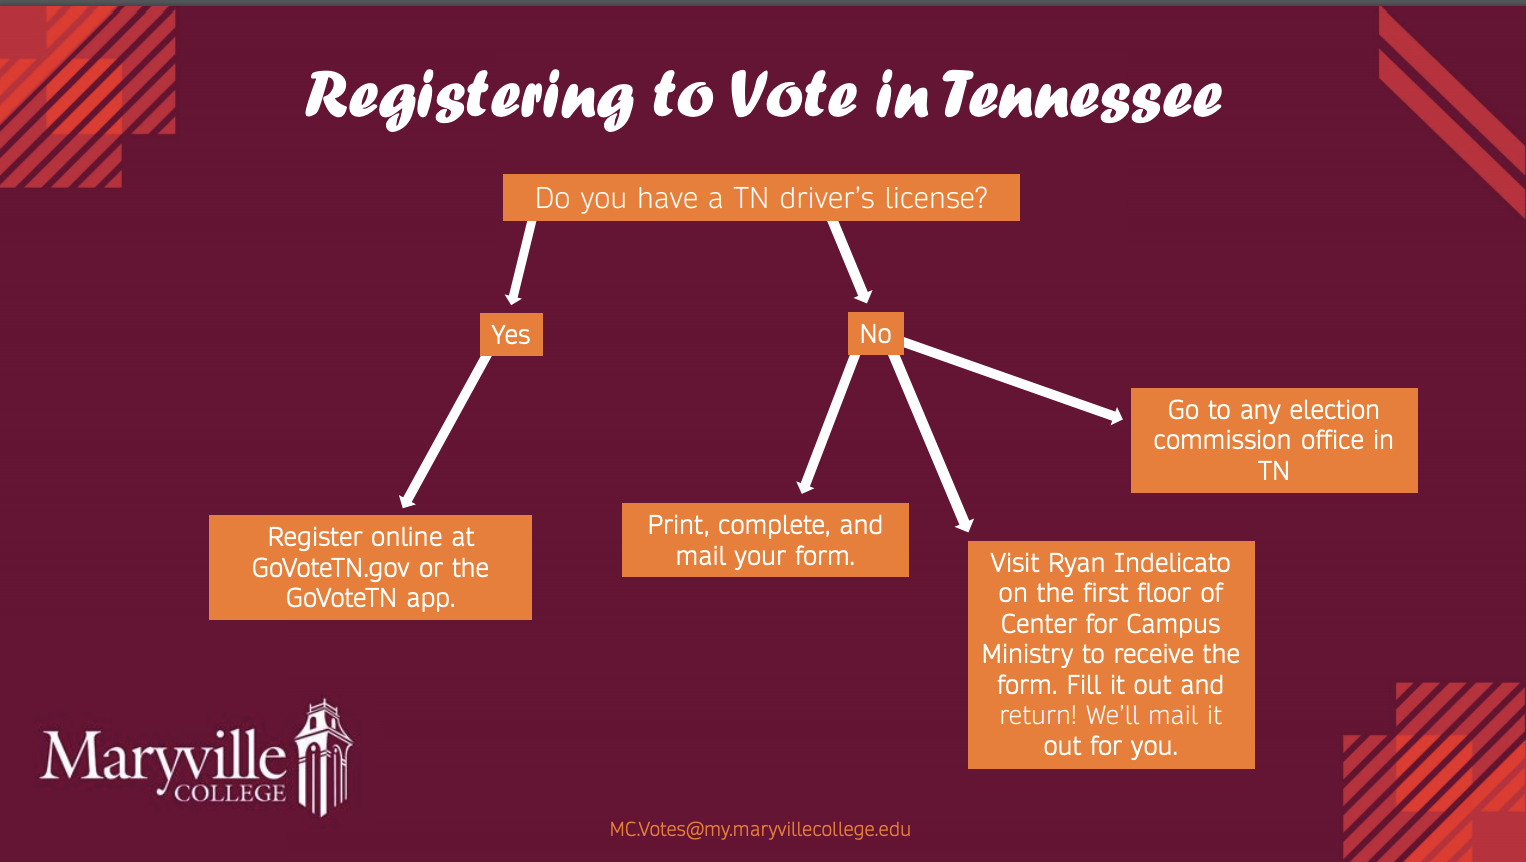 Registering to Vote in Tennessee
Do you have a TN driver's license?
Yes
No
Go to any election
commission office in
TN
Register online at
GoVoteTN.gov or the
GoVoteTN app.
Print, complete, and
mail your form.
Visit Ryan Indelicato
on the first floor of
Center for Campus
Ministry to receive the
form. Fill it out and
return! We'll mail it
out for you.
Maryville
COLLEGE
MC.Votes@my.maryvillecollege.edu